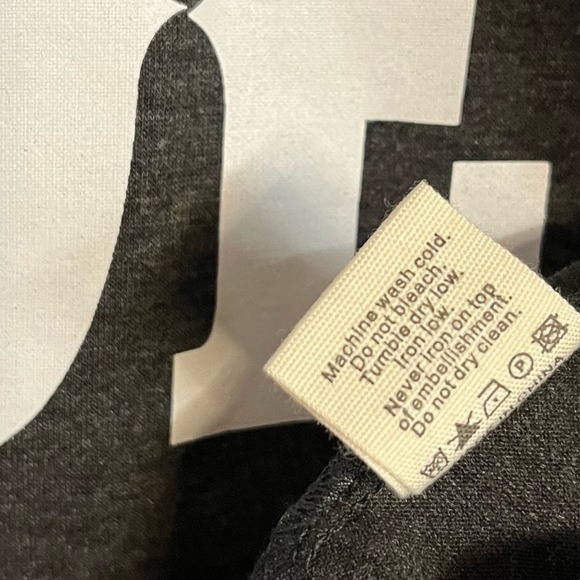 Machine wash cold.
Do not bleach.
Tumble dry low.
Iron low.
Never iron on top
of embellishment.
Do not dry clean.
P